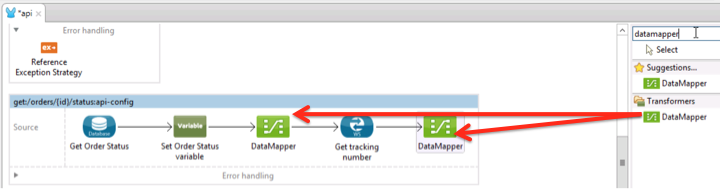 *api
Error handling
ex
Reference
Exception Strategy
datamapper
Select
Suggestions...
DataMapper
Transformers
DataMapper
get:/orders/{id}/status:api-config
Source
Database
Variable
WS
Get Order Status
Set Order Status
variable
DataMapper
Get tracking
number
DataMapper
Error handling